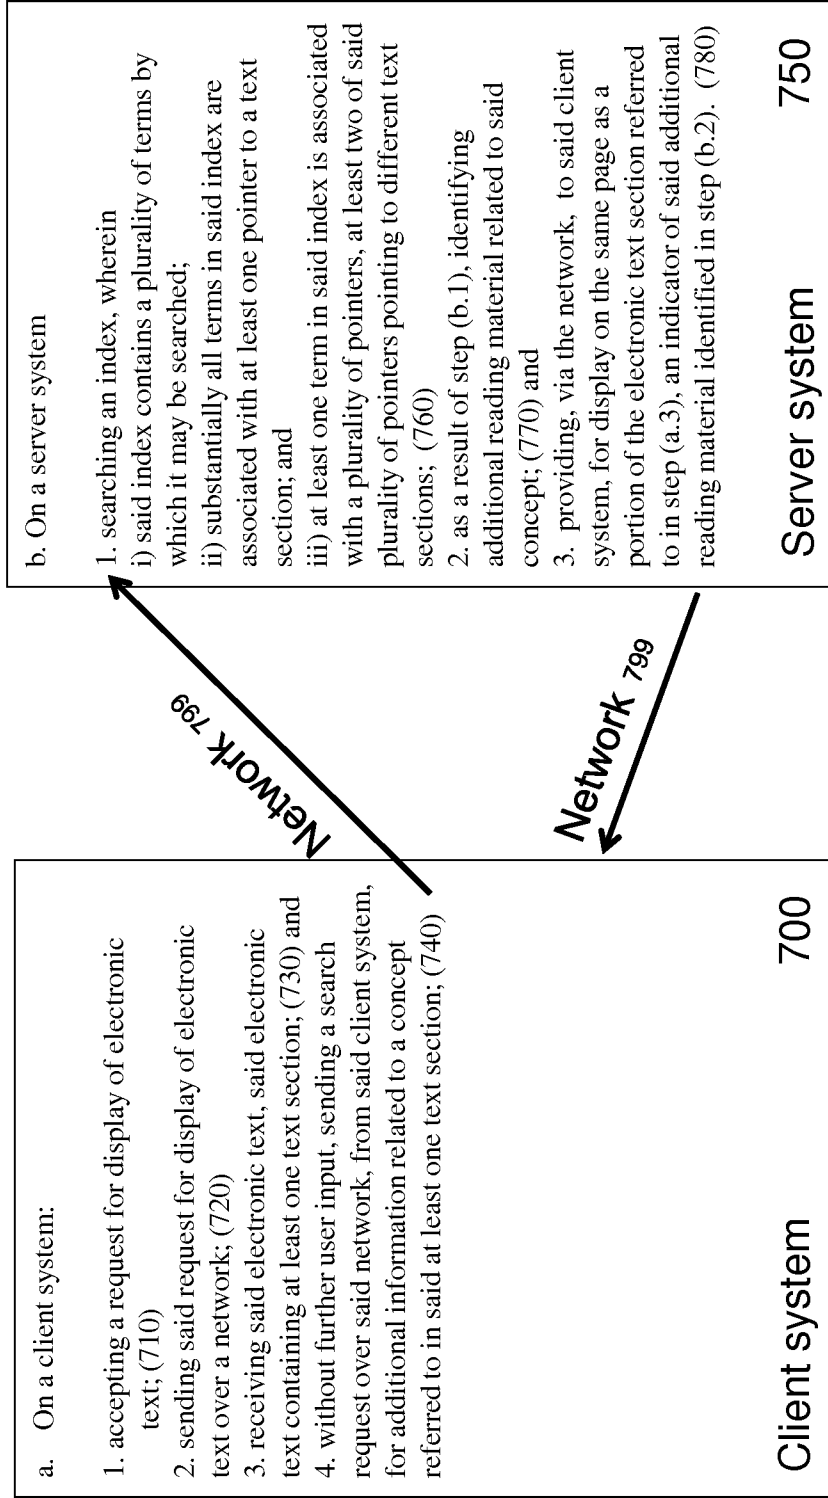 a. On a client system:
1. accepting a request for display of electronic
text; (710)
2. sending said request for display of electronic
text over a network; (720)
3. receiving said electronic text, said electronic
text containing at least one text section; (730) and
4. without further user input, sending a search
request over said network, from said client system,
for additional information related to a concept
referred to in said at least one text section; (740)
Client system 700
Network 799
Network 799
b. On a server system
1. searching an index, wherein
i) said index contains a plurality of terms by
which it may be searched;
ii) substantially all terms in said index are
associated with at least one pointer to a text
section; and
iii) at least one term in said index is associated
with a plurality of pointers, at least two of said
plurality of pointers pointing to different text
sections; (760)
2. as a result of step (b.1), identifying
additional reading material related to said
concept; (770) and
3. providing, via the network, to said client
system, for display on the same page as a
portion of the electronic text section referred
to in step (a.3), an indicator of said additional
reading material identified in step (b.2). (780)
Server system 750